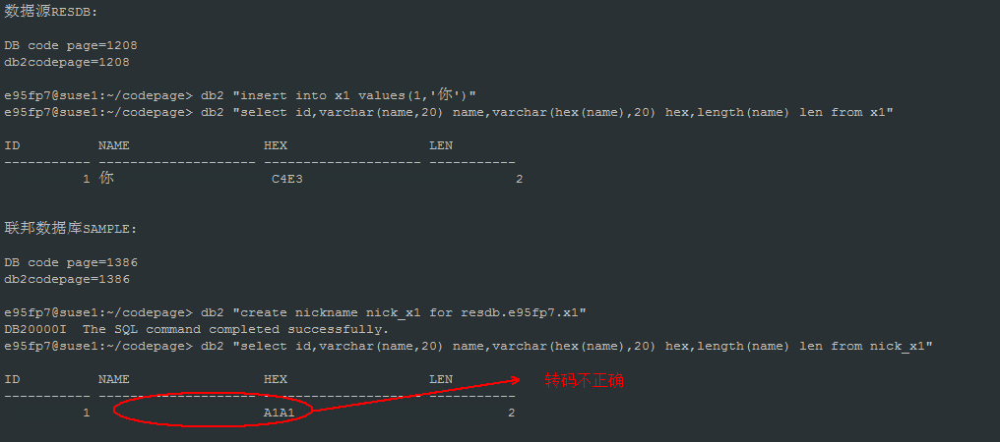 数据源RESDB:
DB code page=1208
db2codepage=1208
e95fp7@suse1:~/codepage> db2 "insert into x1 values(1,'你')"
e95fp7@suse1:~/codepage> db2 "select id,varchar(name,20) name,varchar(hex(name),20) hex,length(name) len from x1"
ID NAME HEX LEN
----------- -------------------- -------------------- -----------
1 你 C4E3 2
联邦数据库SAMPLE:
DB code page=1386
db2codepage=1386
e95fp7@suse1:~/codepage> db2 "create nickname nick_x1 for resdb.e95fp7.x1"
DB20000I The SQL command completed successfully.
e95fp7@suse1:~/codepage> db2 "select id,varchar(name,20) name,varchar(hex(name),20) hex,length(name) len from nick_x1"
ID NAME HEX LEN 转码不正确
----------- -------------------- -------------------- -----------
1 A1A1 2